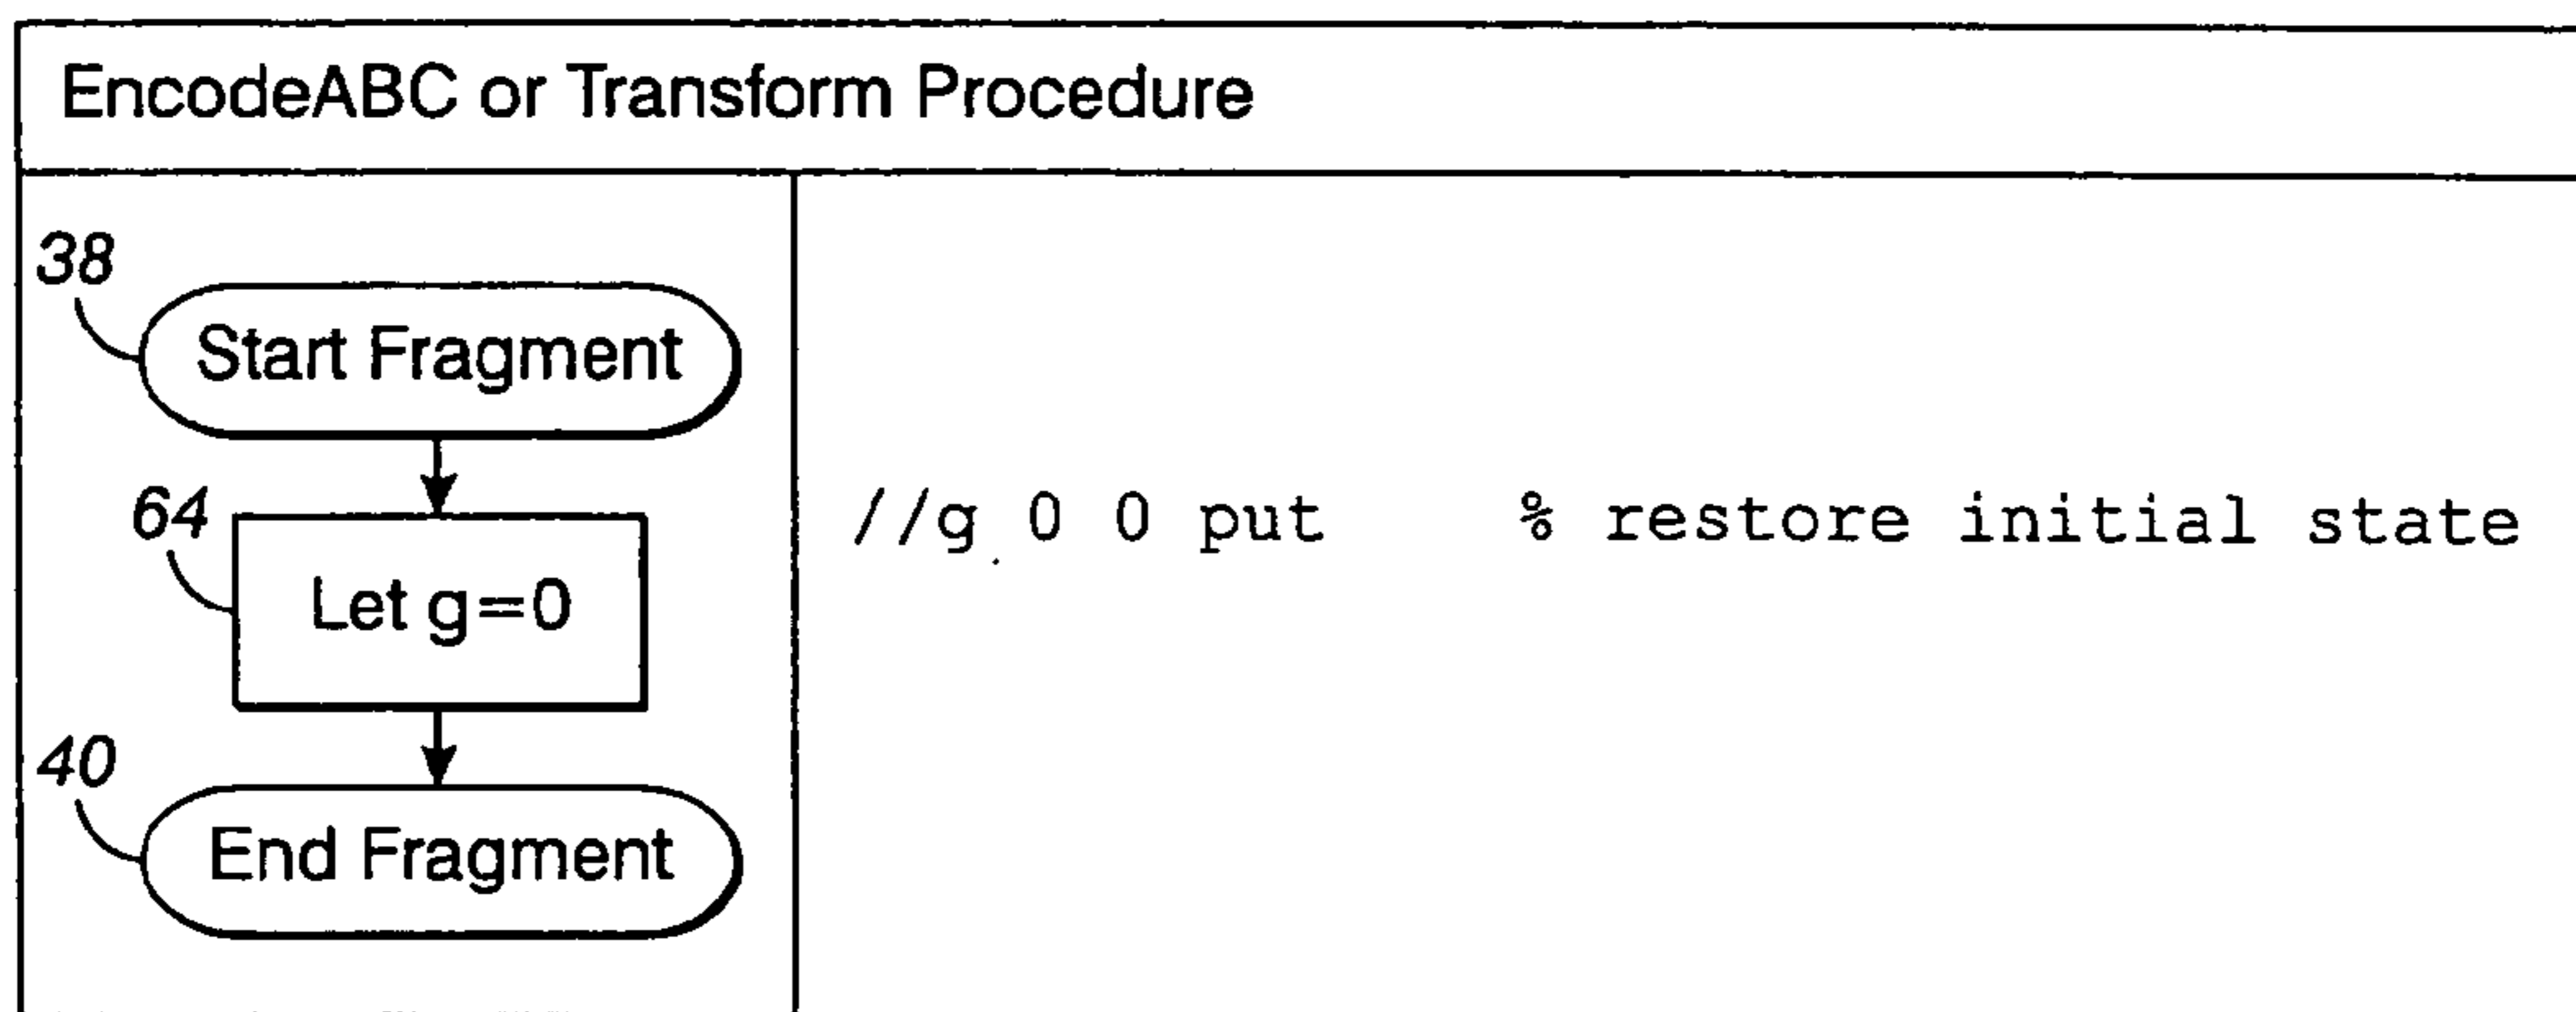 EncodeABC or Transform Procedure
38
Start Fragment
//g 0 0 put % restore initial state
64
Let g=0
40
End Fragment